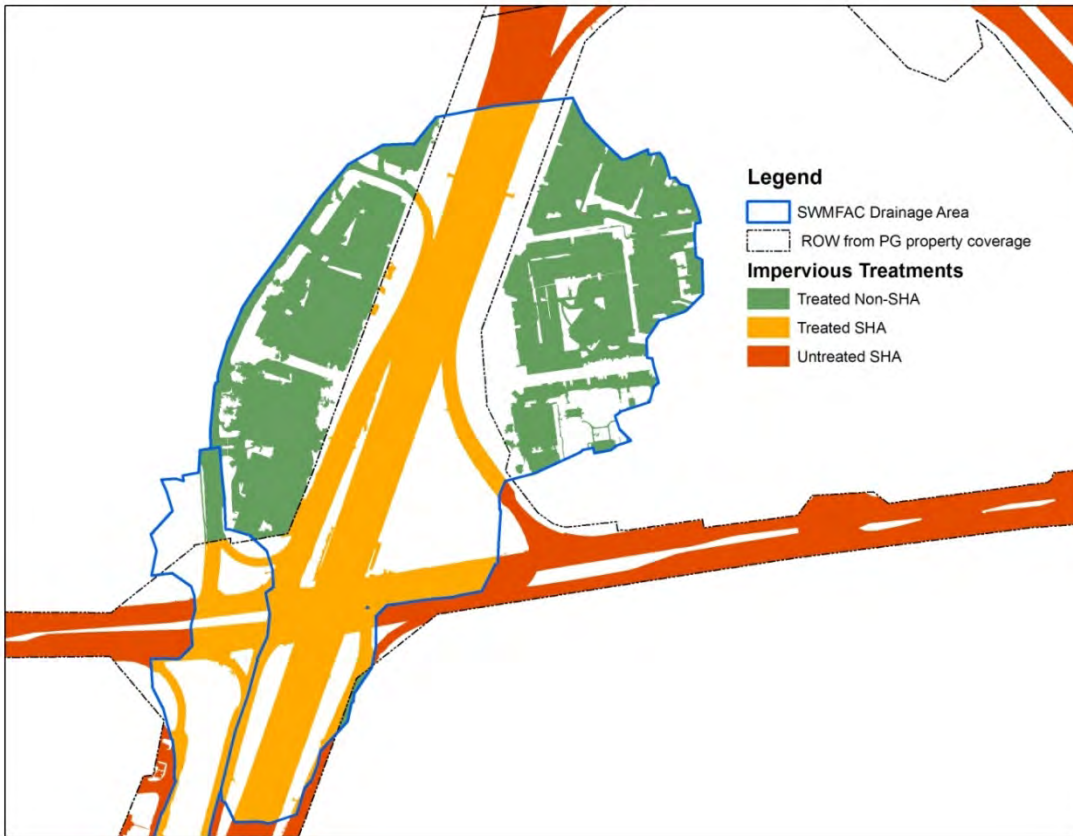 Legend
SWMFAC Drainage Area
ROW from PG property coverage
Impervious Treatments
Treated Non-SHA
Treated SHA
Untreated SHA